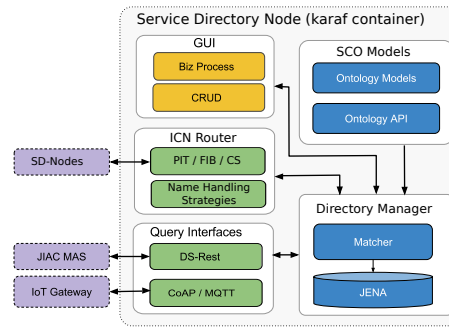 Service Directory Node (karaf container)
GUI
Biz Process
CRUD
SCO Models
Ontology Models
Ontology API
ICN Router
PIT / FIB / CS
Name Handling
Strategies
SD-Nodes
Directory Manager
Matcher
JENA
Query Interfaces
DS-Rest
CoAP / MQTT
JIAC MAS
IoT Gateway